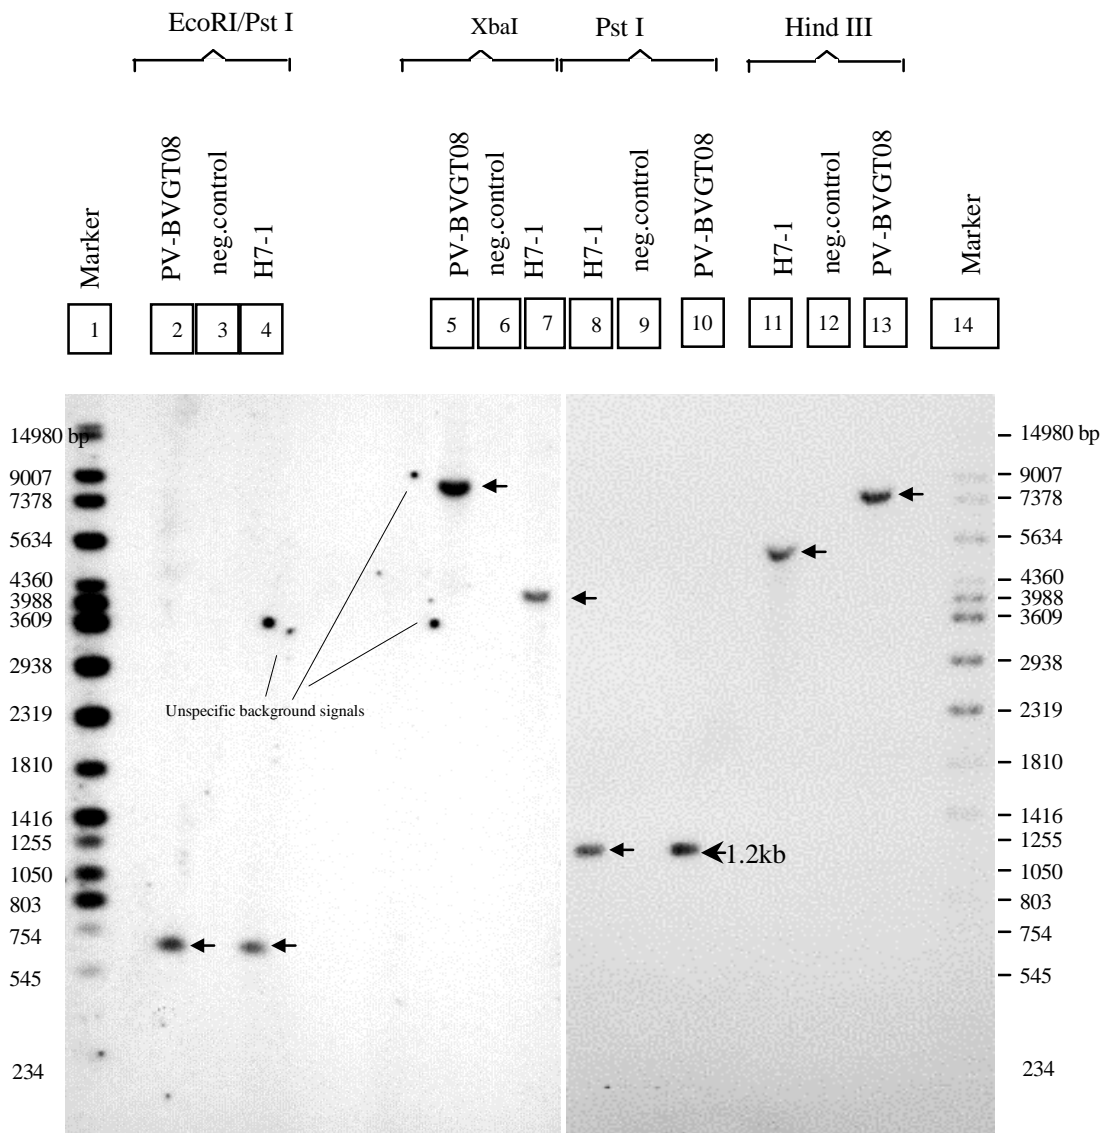 EcoRI/Pst I
XbaI
Pst I
Hind III
Marker
PV-BVGT08
neg.control
H7-1
PV-BVGT08
neg.control
H7-1
H7-1
neg.control
PV-BVGT08
H7-1
neg.control
PV-BVGT08
Marker
1 2 3 4 5 6 7 8 9 10 11 12 13 14
14980 bp
9007
7378
5634
4360
3988
3609
2938
2319
1810
1416
1255
1050
803
754
545
234
Unspecific background signals
1.2kb
14980 bp
9007
7378
5634
4360
3988
3609
2938
2319
1810
1416
1255
1050
803
754
545
234